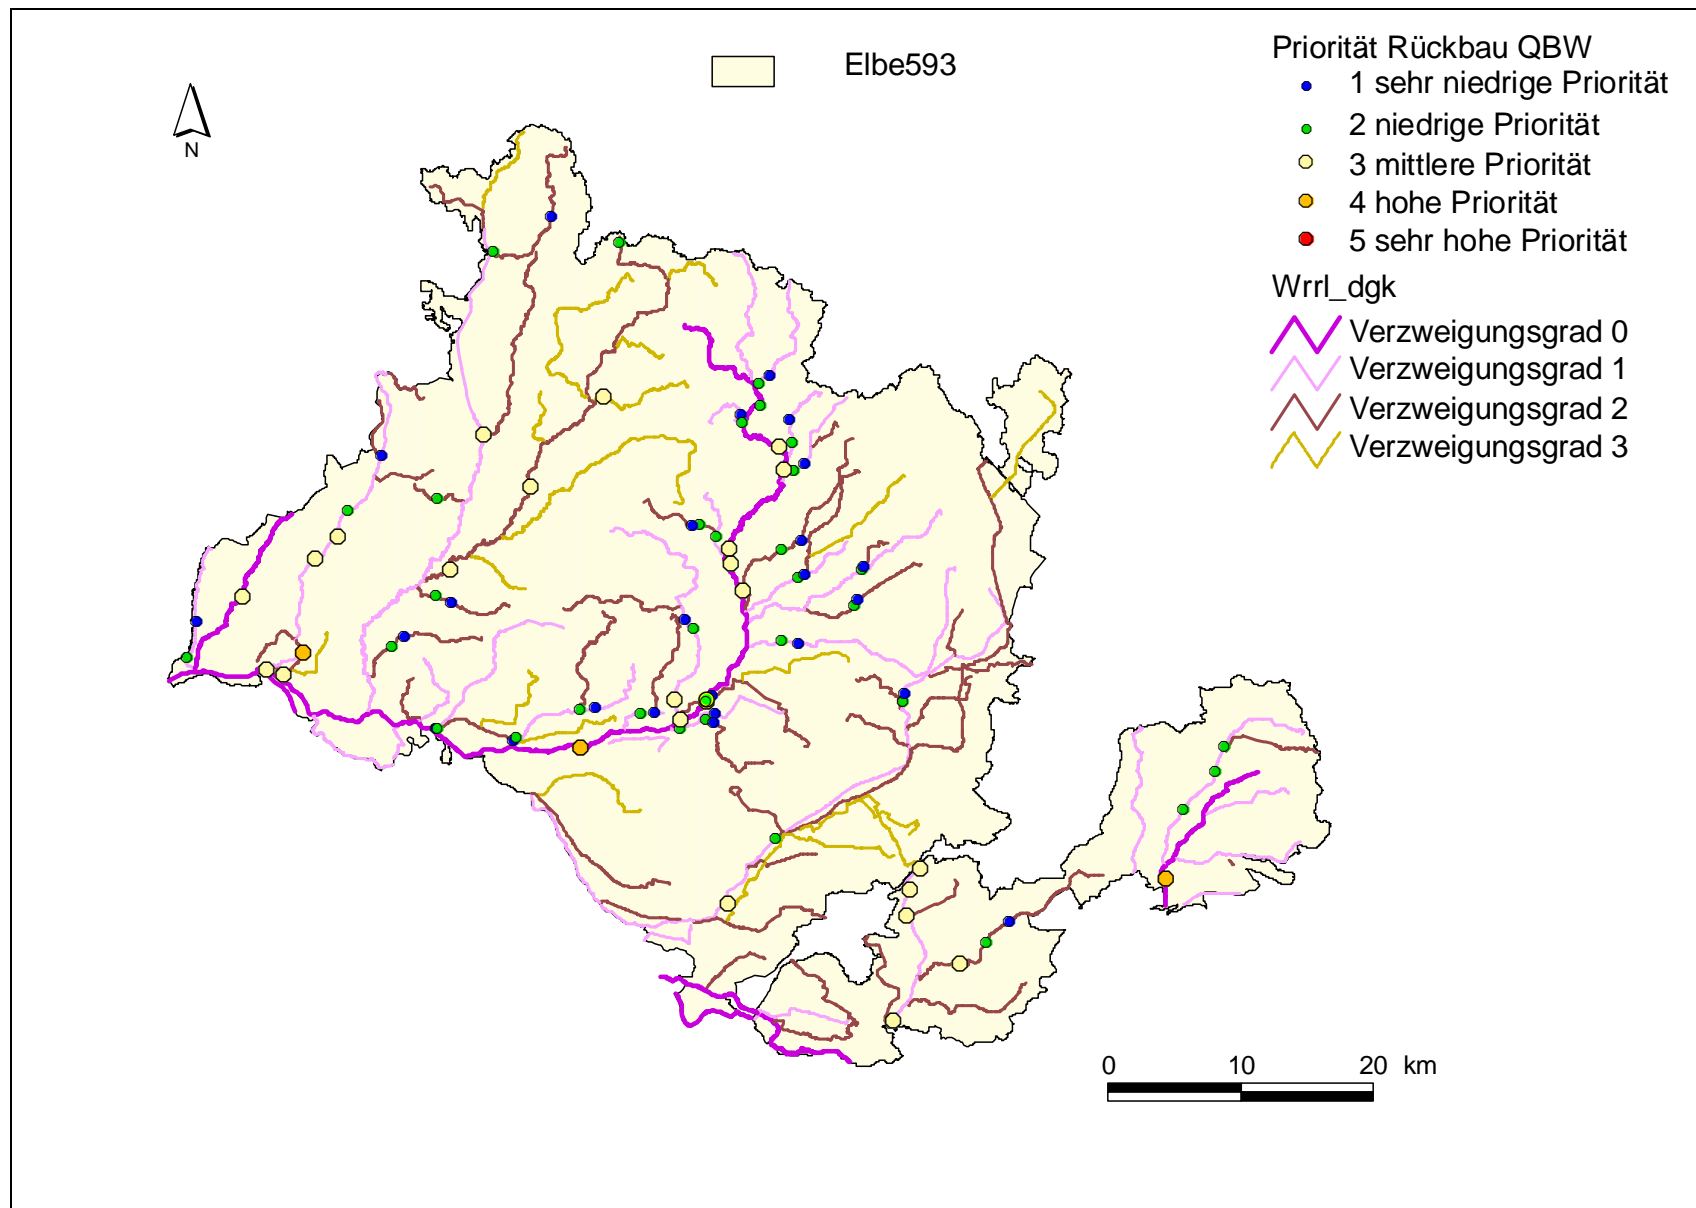 Elbe593
N
Priorität Rückbau QBW
1 sehr niedrige Priorität
2 niedrige Priorität
3 mittlere Priorität
4 hohe Priorität
5 sehr hohe Priorität
Wrrl_dgk
Verzweigungsgrad 0
Verzweigungsgrad 1
Verzweigungsgrad 2
Verzweigungsgrad 3
0 10 20 km